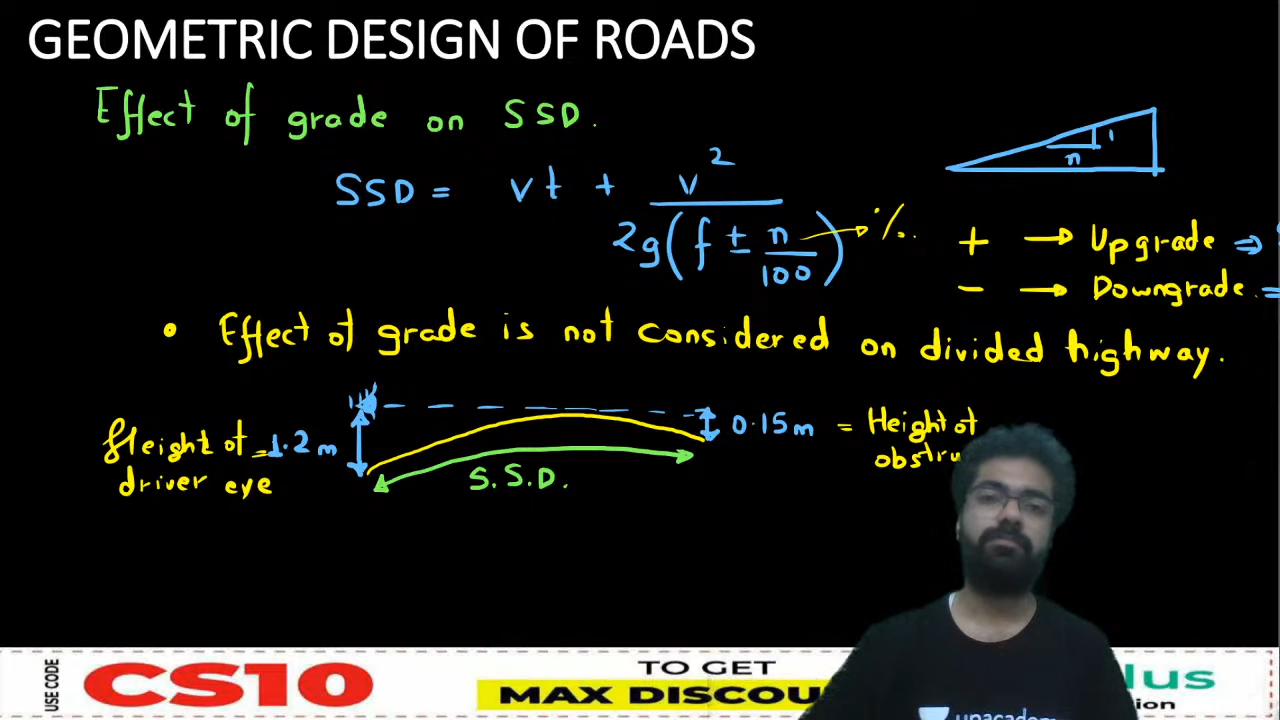 GEOMETRIC DESIGN OF ROADS
Effect of grade on SSD.
SSD = vt + v²/2g(f ± n/100) → %.
1
n
+ → Upgrade ⇒
− → Downgrade. =
• Effect of grade is not considered on divided highway.
Height of driver eye = 1.2 m
0.15m = Height of
S.S.D.
USE CODE
CS10
TO GET
MAX